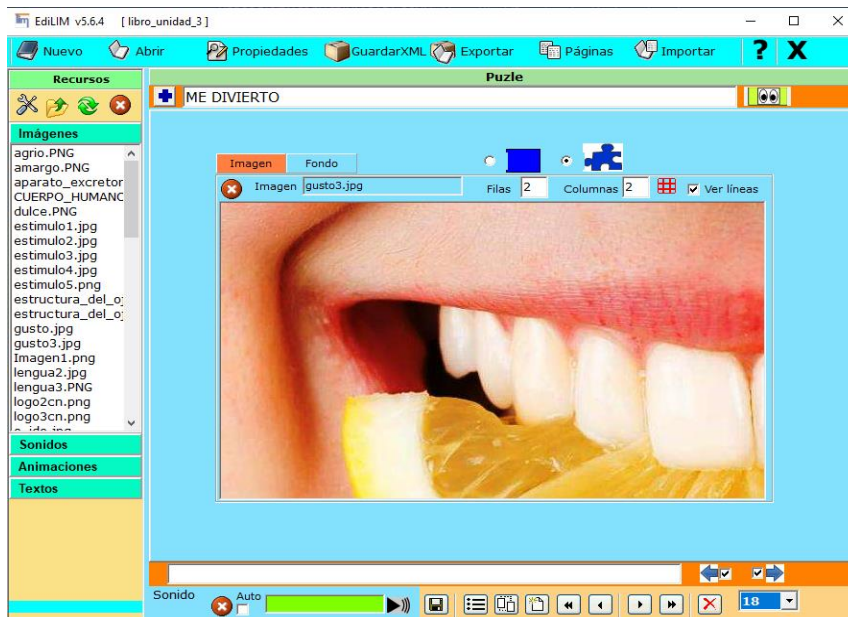 EdiLIM v5.6.4 [ libro_unidad_3 ]
Nuevo Abrir Propiedades GuardarXML Exportar Páginas Importar ? X
Recursos
Puzle
ME DIVIERTO
Imágenes
agrio.PNG
amargo.PNG
aparato_excretor
CUERPO_HUMANO
dulce.PNG
estimulo1.jpg
estimulo2.jpg
estimulo3.jpg
estimulo4.jpg
estimulo5.png
estructura_del_o
estructura_del_o
gusto.jpg
gusto3.jpg
Imagen1.png
lengua2.jpg
lengua3.PNG
logo2cn.png
logo3cn.png
Sonidos
Animaciones
Textos
Imagen Fondo
Imagen gusto3.jpg Filas 2 Columnas 2 Ver líneas
Sonido Auto 18